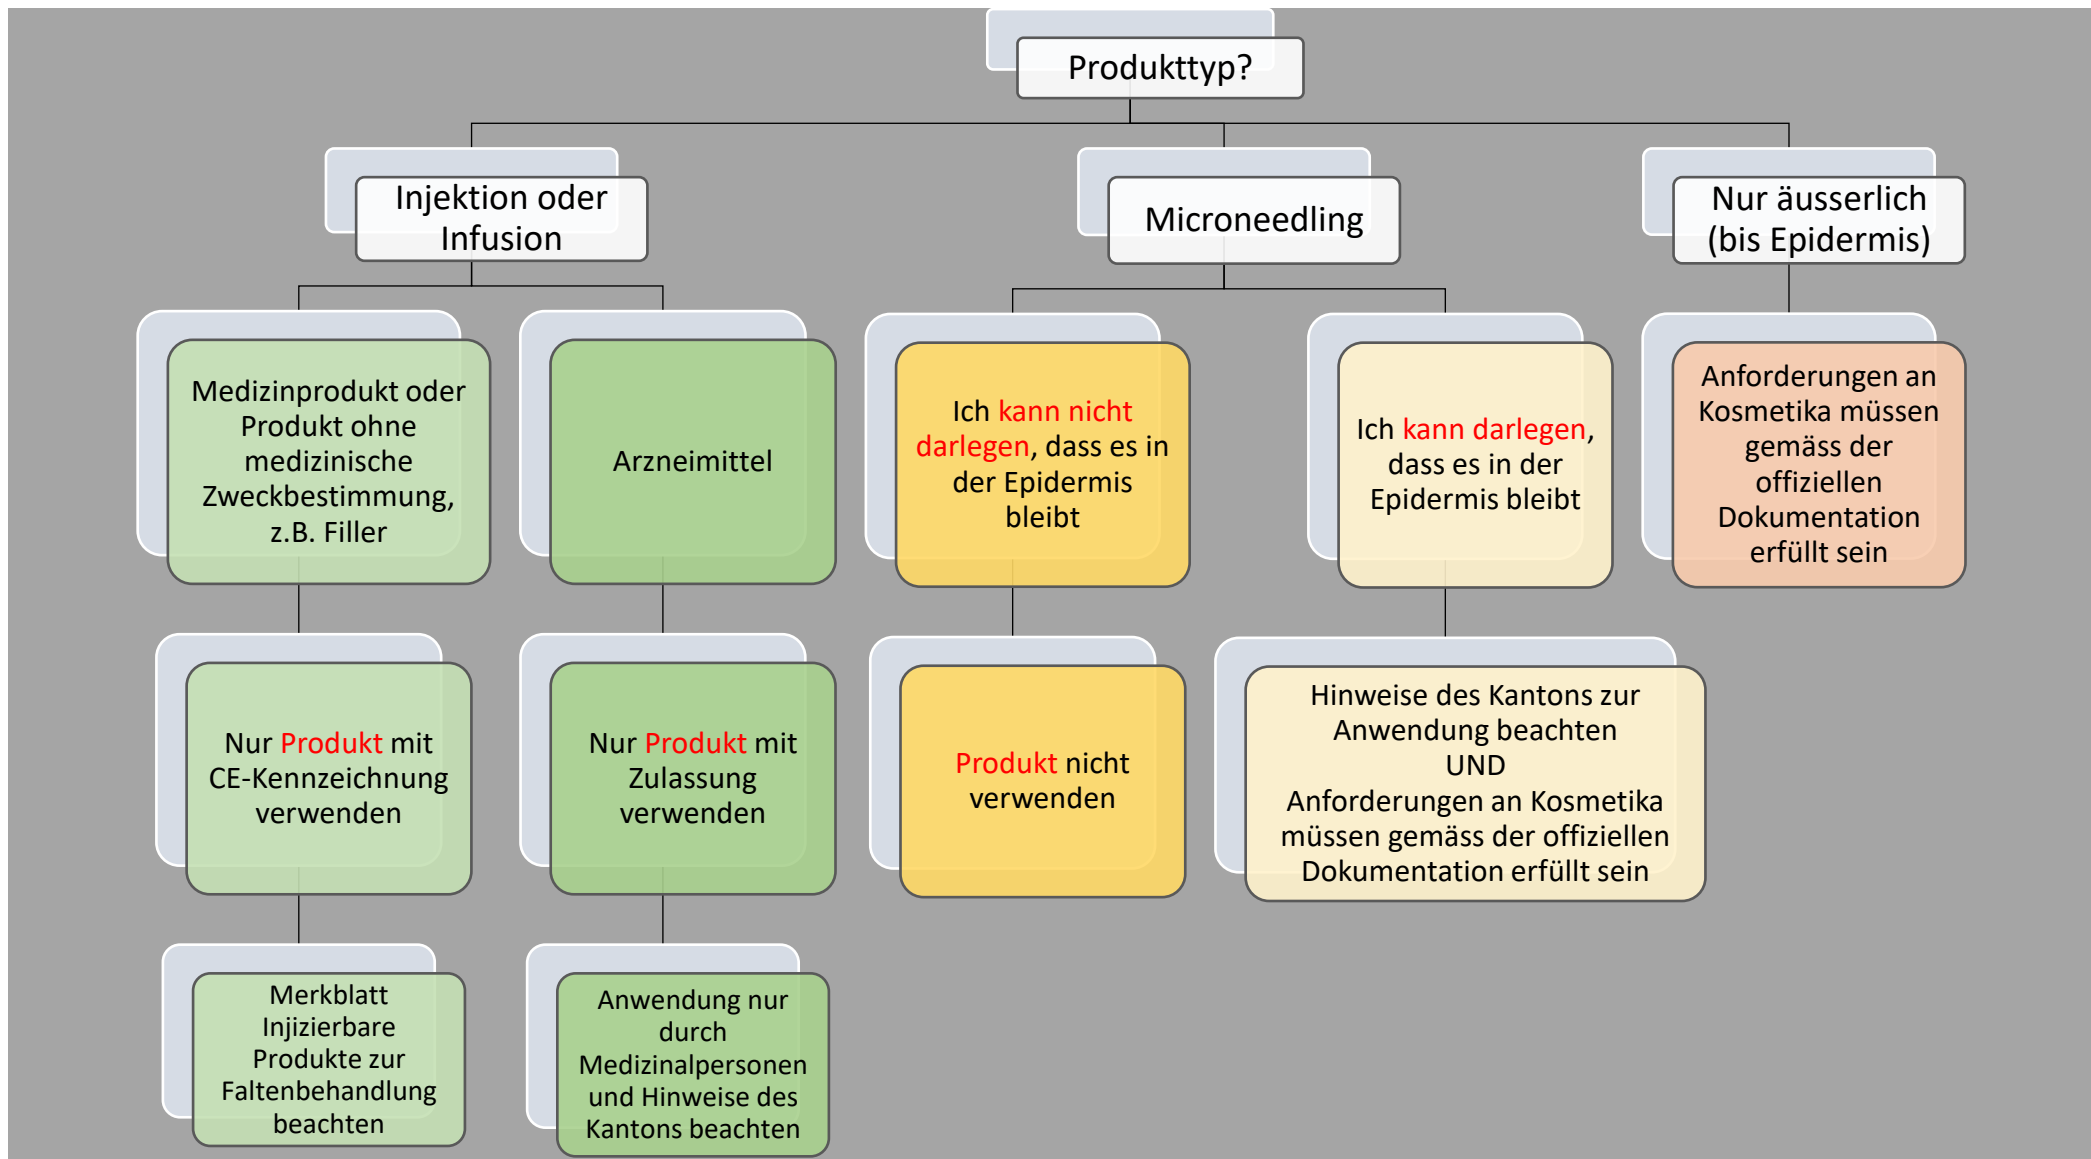 Produkttyp?
Injektion oder
Infusion
Microneedling
Nur äusserlich
(bis Epidermis)
Medizinprodukt oder
Produkt ohne
medizinische
Zweckbestimmung,
z.B. Filler
Arzneimittel
Ich kann nicht
darlegen, dass es in
der Epidermis
bleibt
Ich kann darlegen,
dass es in der
Epidermis bleibt
Anforderungen an
Kosmetika müssen
gemäss der
offiziellen
Dokumentation
erfüllt sein
Nur Produkt mit
CE-Kennzeichnung
verwenden
Nur Produkt mit
Zulassung
verwenden
Produkt nicht
verwenden
Hinweise des Kantons zur
Anwendung beachten
UND
Anforderungen an Kosmetika
müssen gemäss der offiziellen
Dokumentation erfüllt sein
Merkblatt
Injizierbare
Produkte zur
Faltenbehandlung
beachten
Anwendung nur
durch
Medizinalpersonen
und Hinweise des
Kantons beachten